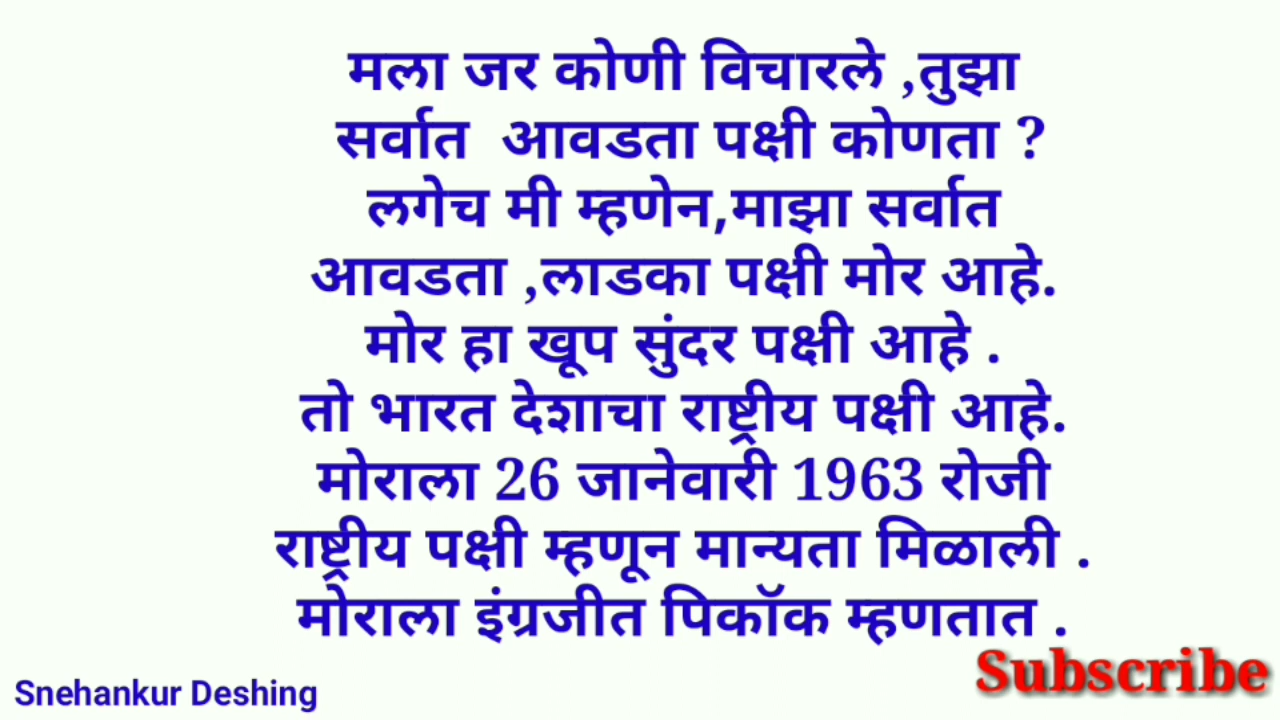 मला जर कोणी विचारले ,तुझा
सर्वात  आवडता पक्षी कोणता ?
लगेच मी म्हणेन,माझा सर्वात
आवडता ,लाडका पक्षी मोर आहे.
मोर हा खूप सुंदर पक्षी आहे .
तो भारत देशाचा राष्ट्रीय पक्षी आहे.
मोराला 26 जानेवारी 1963 रोजी
राष्ट्रीय पक्षी म्हणून मान्यता मिळाली .
मोराला इंग्रजीत पिकॉक म्हणतात .
Subscribe
Snehankur Deshing